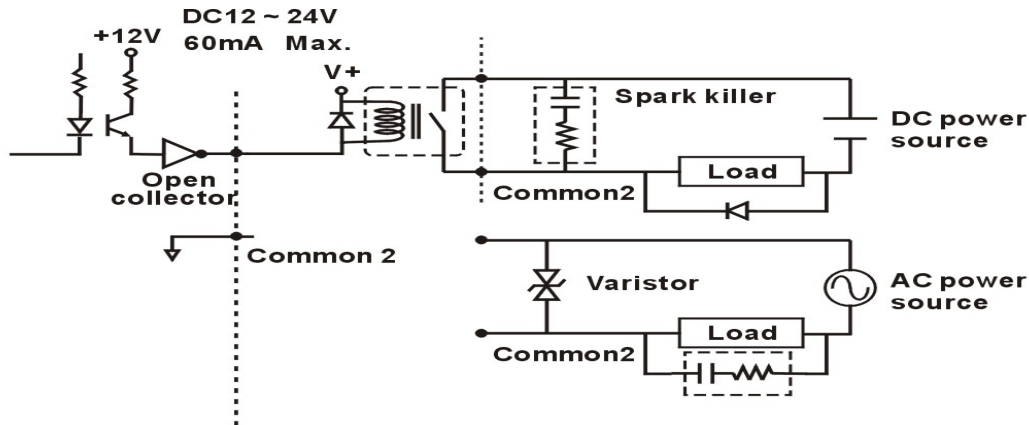 DC12 ~ 24V
60mA Max.
+12V
V+
Spark killer
DC power
source
Load
Open
collector
Common2
Common 2
Varistor
AC power
source
Load
Common2